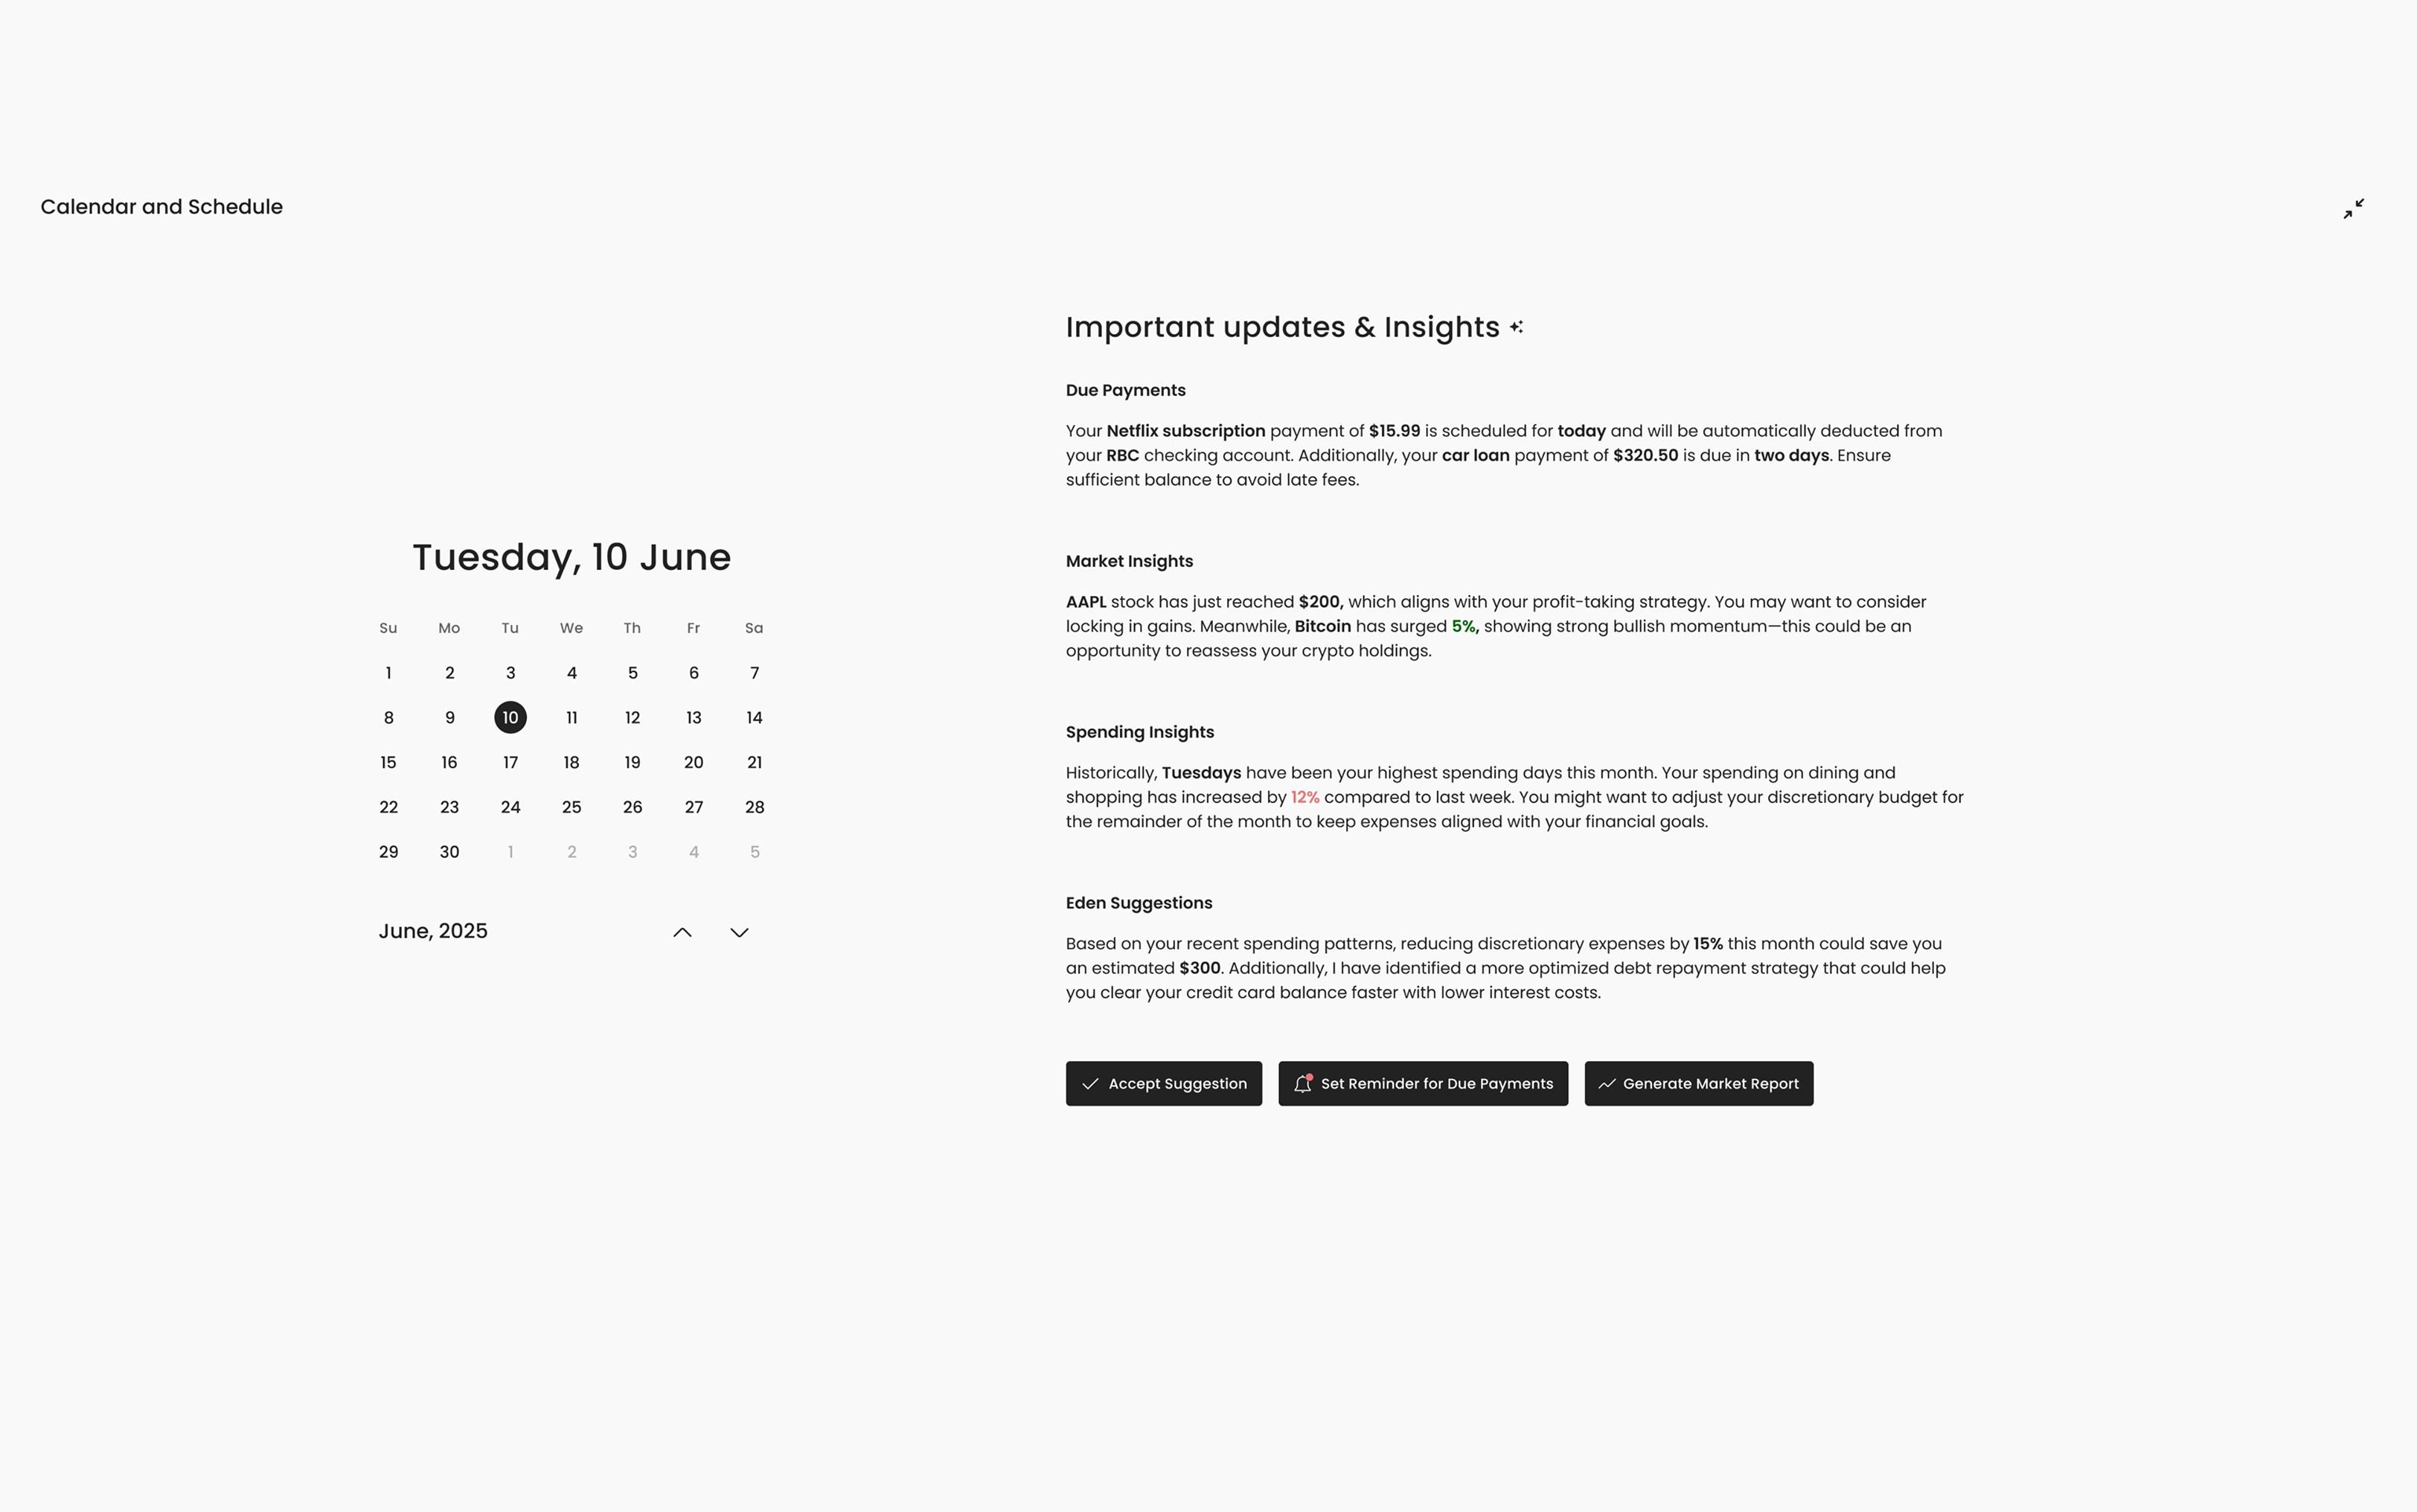 Calendar and Schedule
Tuesday, 10 June
Su Mo Tu We Th Fr Sa
1 2 3 4 5 6 7
8 9 10 11 12 13 14
15 16 17 18 19 20 21
22 23 24 25 26 27 28
29 30 1 2 3 4 5
June, 2025
Important updates & Insights
Due Payments
Your Netflix subscription payment of $15.99 is scheduled for today and will be automatically deducted from
your RBC checking account. Additionally, your car loan payment of $320.50 is due in two days. Ensure
sufficient balance to avoid late fees.
Market Insights
AAPL stock has just reached $200, which aligns with your profit-taking strategy. You may want to consider
locking in gains. Meanwhile, Bitcoin has surged 5%, showing strong bullish momentum—this could be an
opportunity to reassess your crypto holdings.
Spending Insights
Historically, Tuesdays have been your highest spending days this month. Your spending on dining and
shopping has increased by 12% compared to last week. You might want to adjust your discretionary budget for
the remainder of the month to keep expenses aligned with your financial goals.
Eden Suggestions
Based on your recent spending patterns, reducing discretionary expenses by 15% this month could save you
an estimated $300. Additionally, I have identified a more optimized debt repayment strategy that could help
you clear your credit card balance faster with lower interest costs.
Accept Suggestion
Set Reminder for Due Payments
Generate Market Report